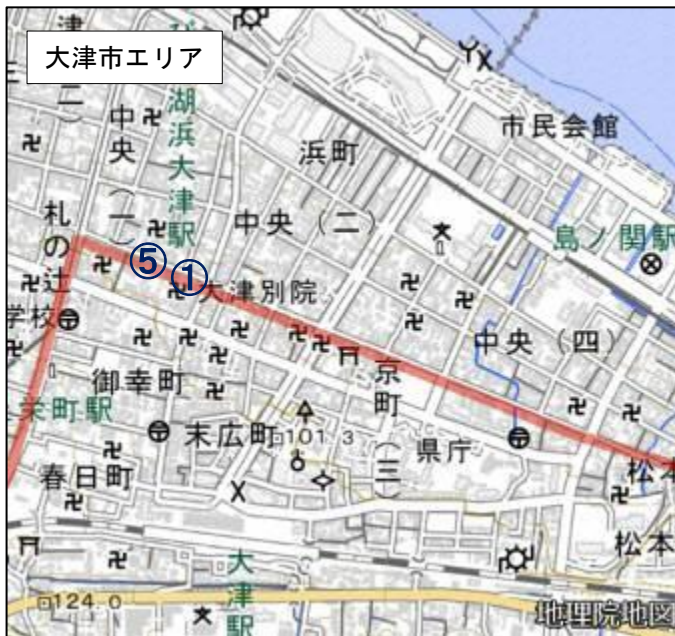 大津市エリア
湖浜大津駅
中央(一)
浜町
市民会館
中央(二)
島ノ関駅
札の辻
⑤
①
大津別院
学校
中央(四)
御幸町
京町(三)
栄町駅
末広町
101.3
県庁
春日町
松本
松本
大津駅
124.0
地理院地図